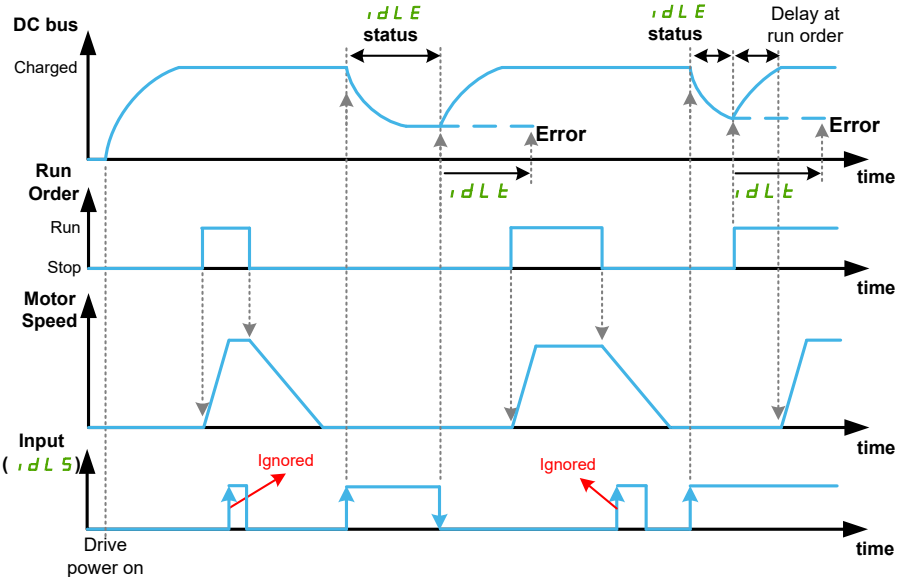 idLE
status
idLE
status
Delay at
run order
DC bus
Charged
Error
Error
time
idLt
idLt
Run
Order
Run
Stop
time
Motor
Speed
time
Input
( idLS)
Ignored
Ignored
Drive
power on
time